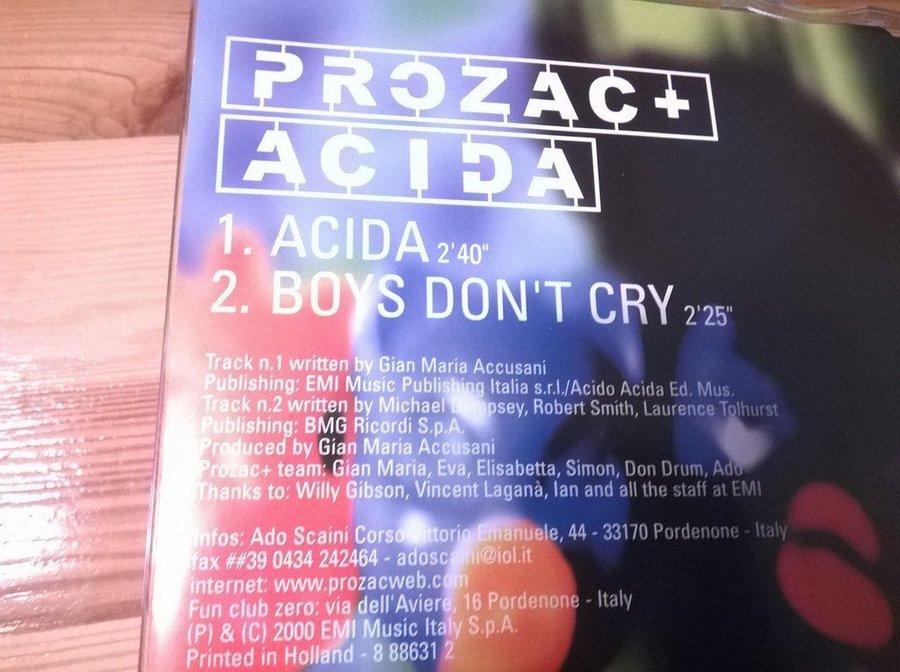 PROZAC+
ACIDA
1. ACIDA 2'40"
2. BOYS DON'T CRY 2'25"
Track n.1 written by Gian Maria Accusani
Publishing: EMI Music Publishing Italia s.r.l./Acido Acida Ed. Mus.
Track n.2 written by Michael Dempsey, Robert Smith, Laurence Tolhurst
Publishing: BMG Ricordi S.p.A.
Produced by Gian Maria Accusani
Prozac+ team: Gian Maria, Eva, Elisabetta, Simon, Don Drum, Ado
Thanks to: Willy Gibson, Vincent Laganà, Ian and all the staff at EMI
Infos: Ado Scaini Corso Vittorio Emanuele, 44 - 33170 Pordenone - Italy
fax ##39 0434 242464 - adoscaini@iol.it
internet: www.prozacweb.com
Fun club zero: via dell'Aviere, 16 Pordenone - Italy
(P) & (C) 2000 EMI Music Italy S.p.A.
Printed in Holland - 8 88631 2